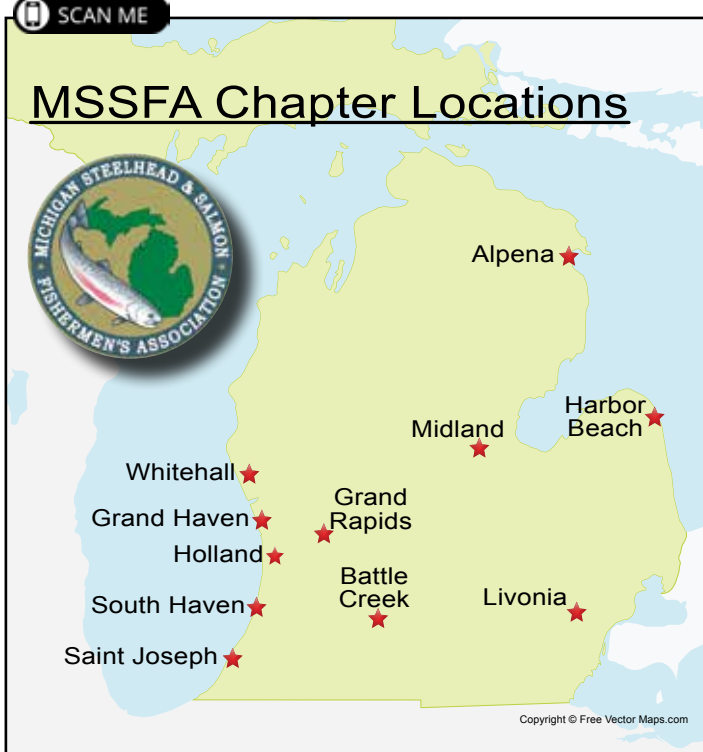 SCAN ME
MSSFA Chapter Locations
MICHIGAN STEELHEAD & SALMON
FISHERMEN'S ASSOCIATION
Alpena
Harbor
Beach
Midland
Whitehall
Grand
Rapids
Grand Haven
Holland
Battle
Creek
South Haven
Livonia
Saint Joseph
Copyright © Free Vector Maps.com